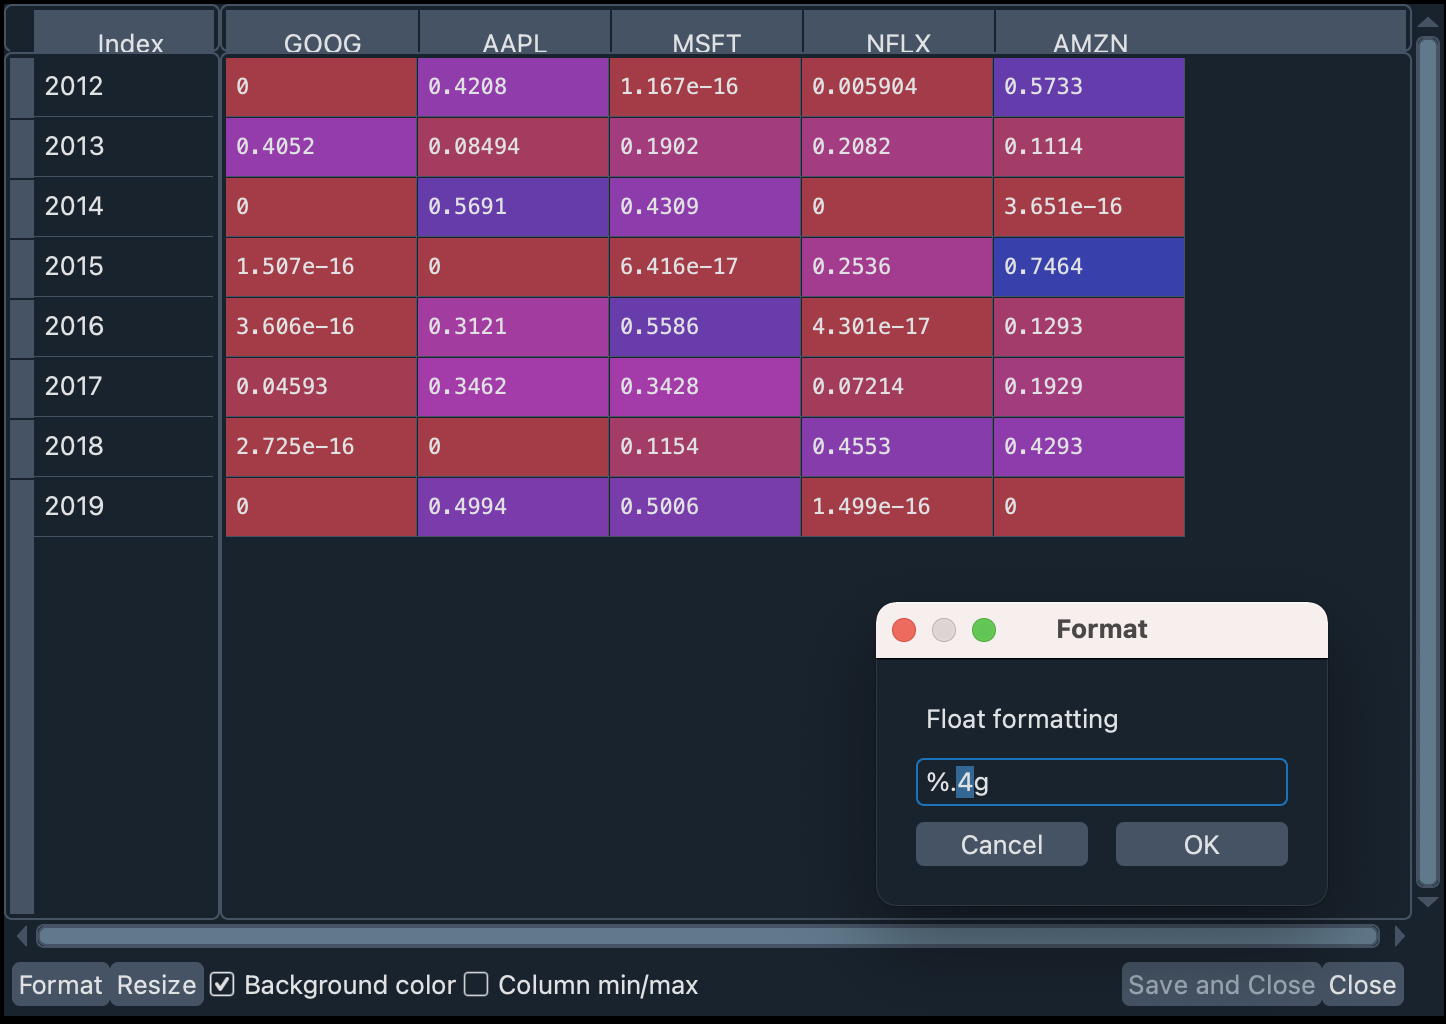 Index GOOG AAPL MSFT NFLX AMZN
2012 0 0.4208 1.167e-16 0.005904 0.5733
2013 0.4052 0.08494 0.1902 0.2082 0.1114
2014 0 0.5691 0.4309 0 3.651e-16
2015 1.507e-16 0 6.416e-17 0.2536 0.7464
2016 3.606e-16 0.3121 0.5586 4.301e-17 0.1293
2017 0.04593 0.3462 0.3428 0.07214 0.1929
2018 2.725e-16 0 0.1154 0.4553 0.4293
2019 0 0.4994 0.5006 1.499e-16 0
Format
Float formatting
%.4g
Cancel OK
Format Resize Background color Column min/max Save and Close Close